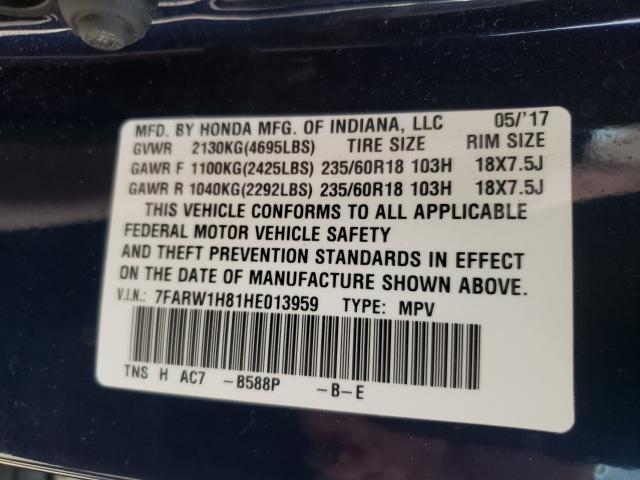 MFD. BY HONDA MFG. OF INDIANA, LLC 05/'17
GVWR 2130KG(4695LBS) TIRE SIZE RIM SIZE
GAWR F 1100KG(2425LBS) 235/60R18 103H 18X7.5J
GAWR R 1040KG(2292LBS) 235/60R18 103H 18X7.5J
THIS VEHICLE CONFORMS TO ALL APPLICABLE
FEDERAL MOTOR VEHICLE SAFETY
AND THEFT PREVENTION STANDARDS IN EFFECT
ON THE DATE OF MANUFACTURE SHOWN ABOVE.
V.I.N.: 7FARW1H81HE013959 TYPE: MPV
TNS H AC7 -B588P -B-E